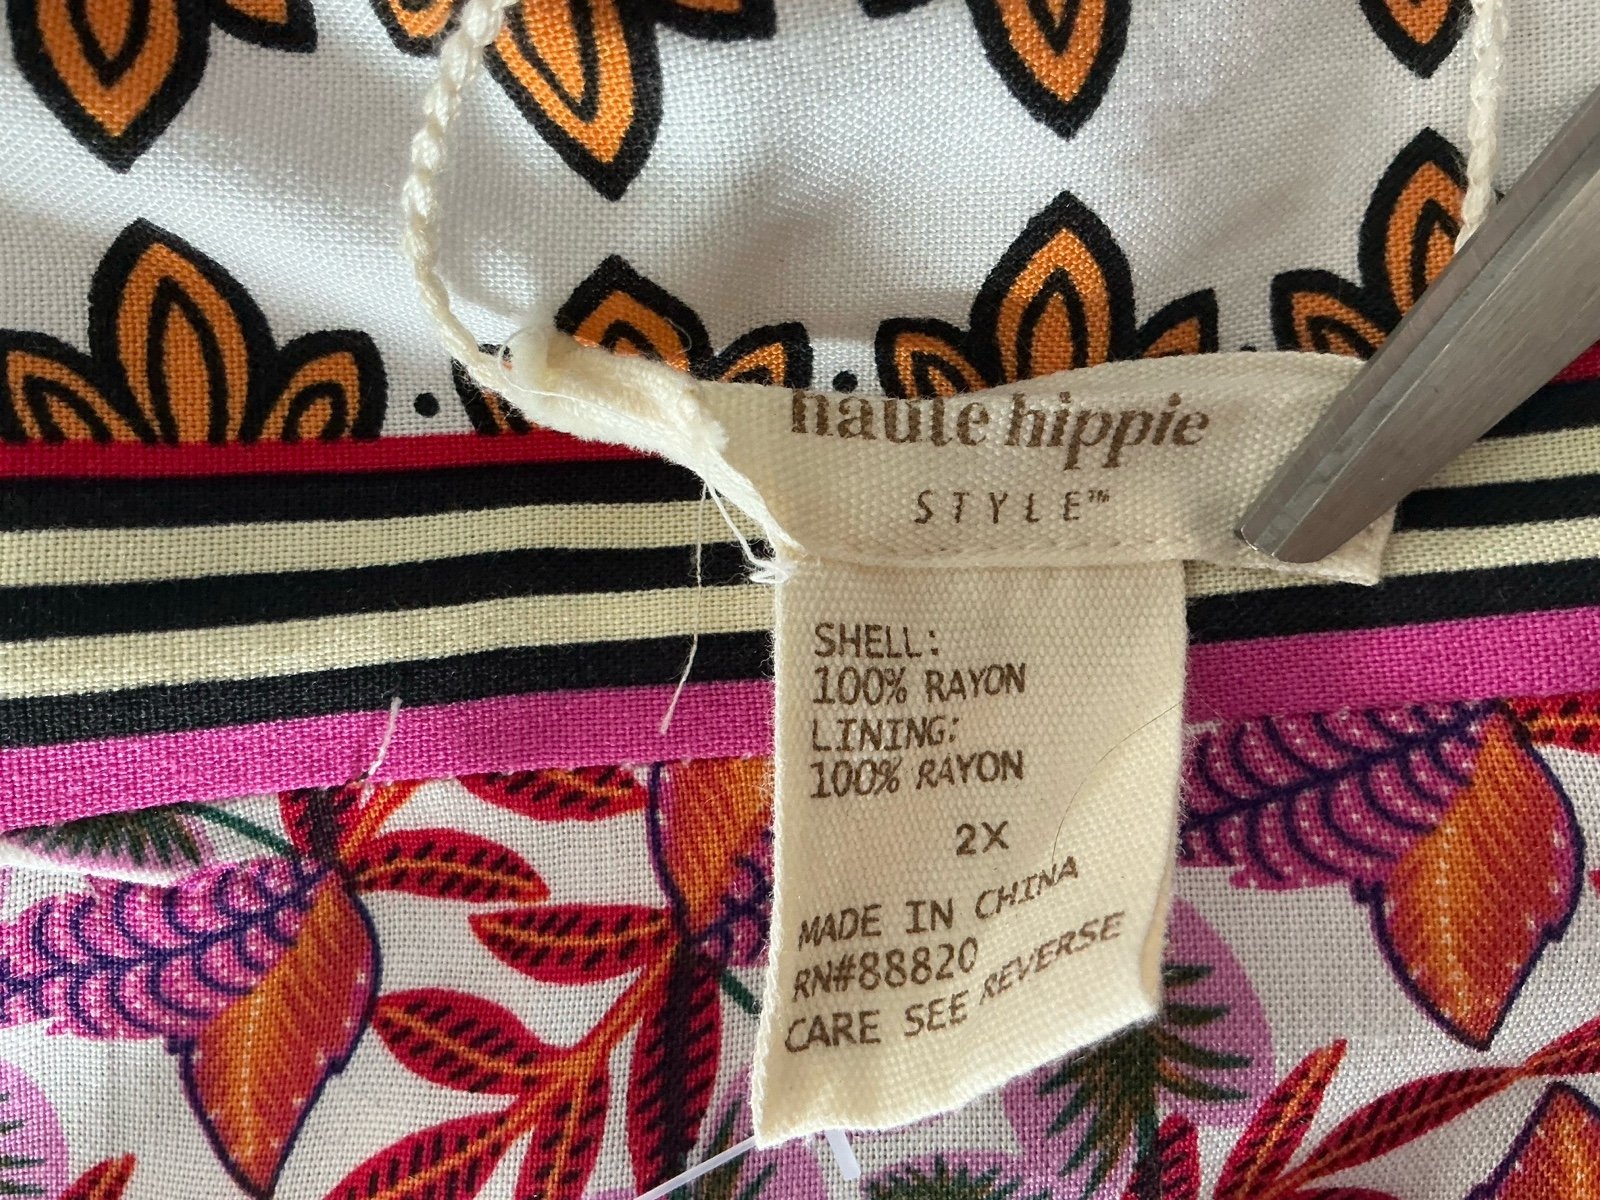 haute hippie
STYLE™
SHELL:
100% RAYON
LINING:
100% RAYON
2X
MADE IN CHINA
RN#88820
CARE SEE REVERSE